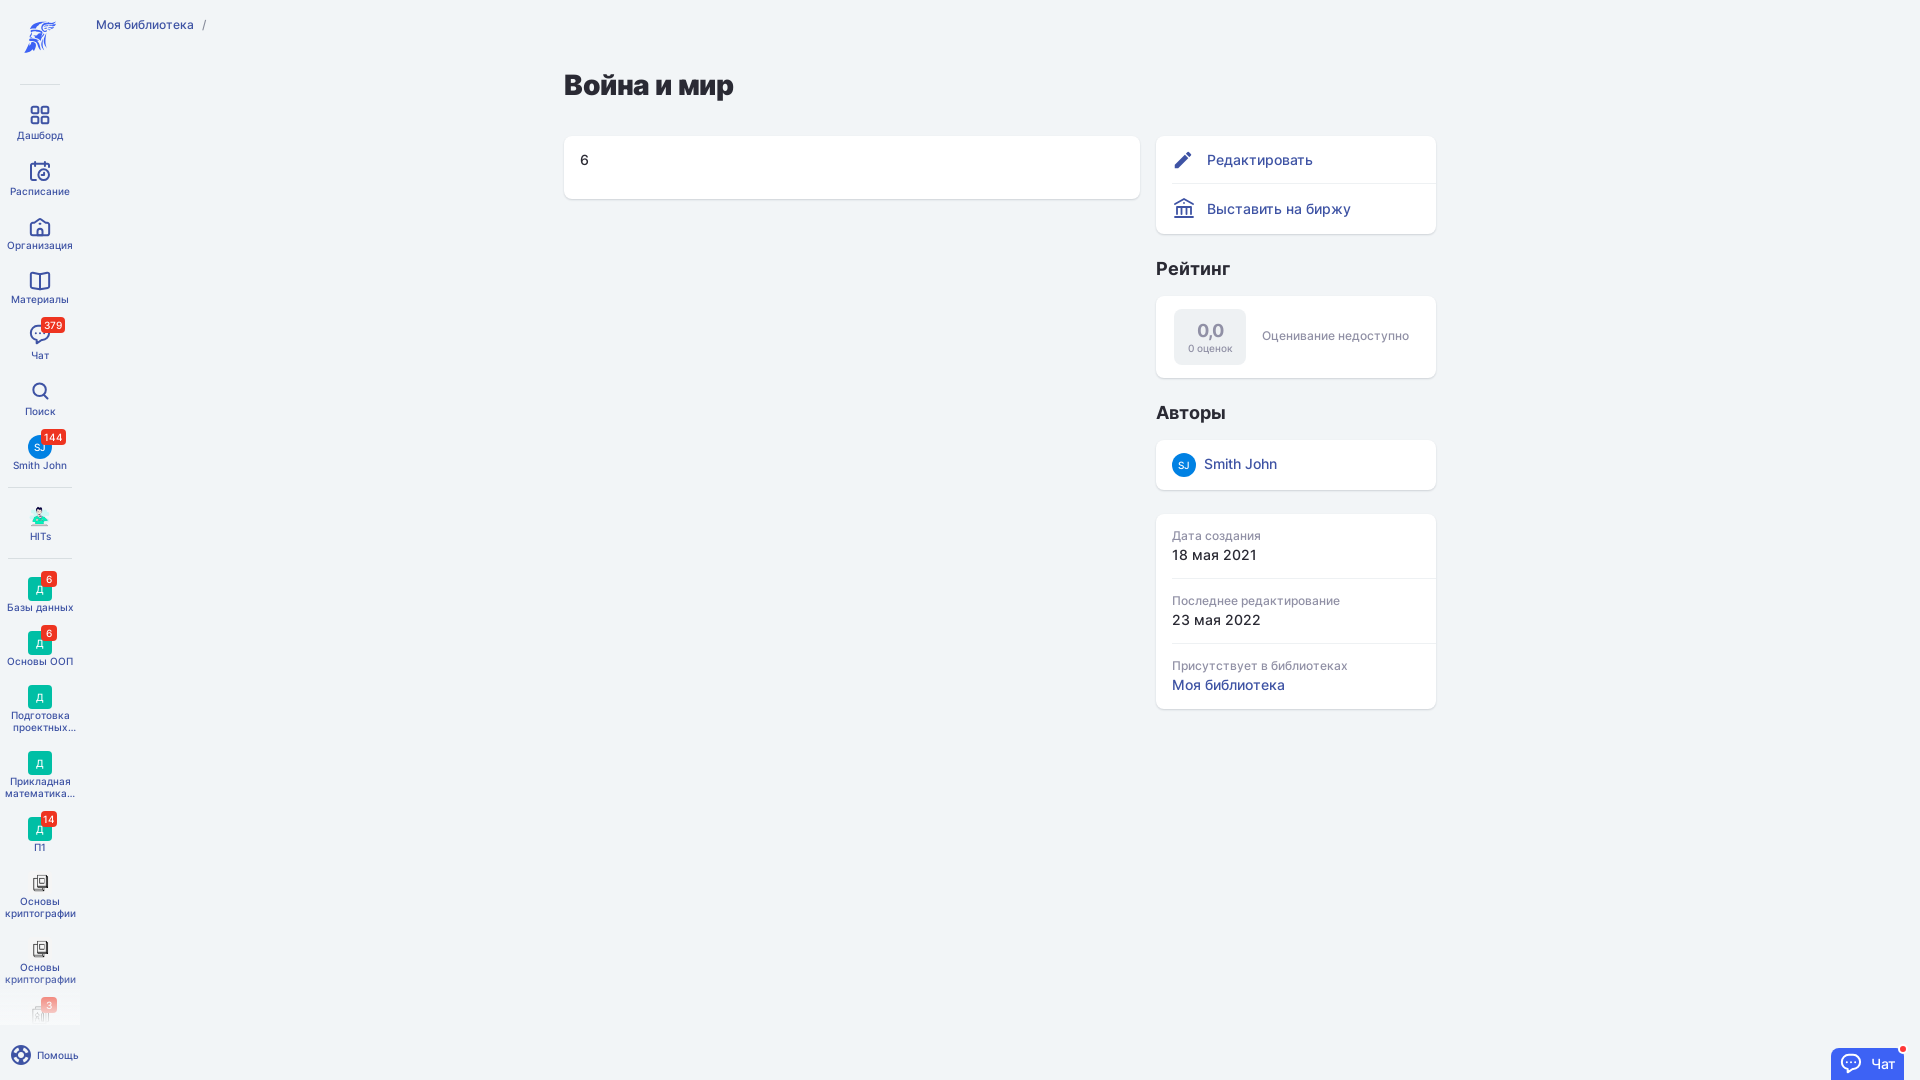 Моя библиотека /
Дашборд
Расписание
Организация
Материалы
379
Чат
Поиск
SJ
144
Smith John
HITs
Д
6
Базы данных
Д
6
Основы ООП
Д
Подготовка
проектных...
Д
Прикладная
математика...
Д
14
П1
Основы
криптографии
Основы
криптографии
3
Помощь
Война и мир
6
Редактировать
Выставить на биржу
Рейтинг
0,0
0 оценок
Оценивание недоступно
Авторы
SJ Smith John
Дата создания
18 мая 2021
Последнее редактирование
23 мая 2022
Присутствует в библиотеках
Моя библиотека
Чат